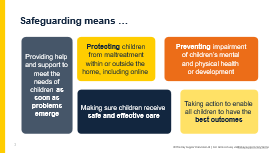 Safeguarding means …
Providing help
and support to
meet the
needs of
children as
soon as
problems
emerge
Protecting children
from maltreatment
within or outside the
home, including online
Preventing impairment
of children's mental
and physical health
or development
Making sure children receive
safe and effective care
Taking action to enable
all children to have the
best outcomes